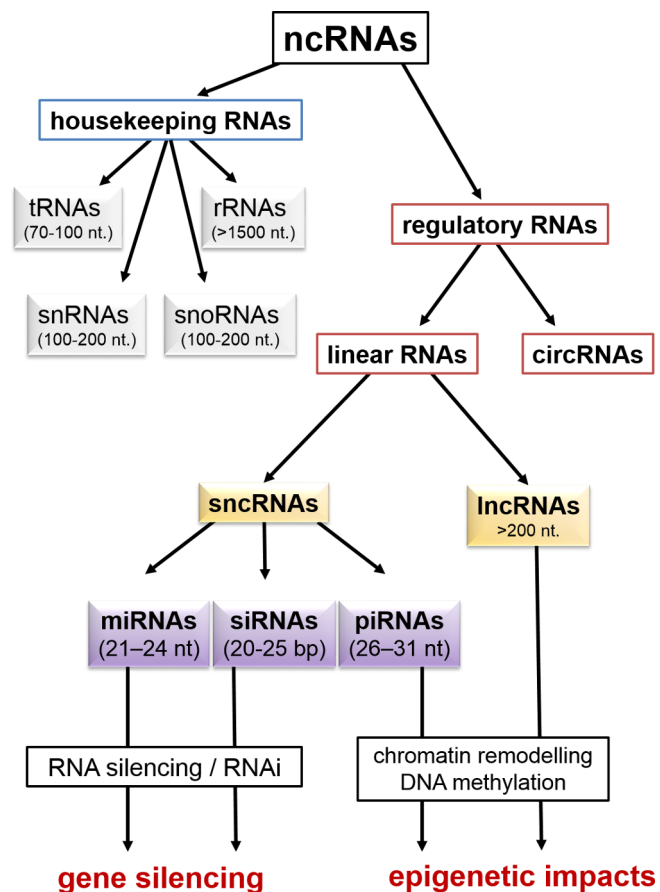 ncRNAs
housekeeping RNAs
tRNAs
(70-100 nt.)
rRNAs
(>1500 nt.)
regulatory RNAs
snRNAs
(100-200 nt.)
snoRNAs
(100-200 nt.)
linear RNAs
circRNAs
sncRNAs
lncRNAs
>200 nt.
miRNAs
(21–24 nt)
siRNAs
(20-25 bp)
piRNAs
(26–31 nt)
RNA silencing / RNAi
chromatin remodelling
DNA methylation
gene silencing
epigenetic impacts